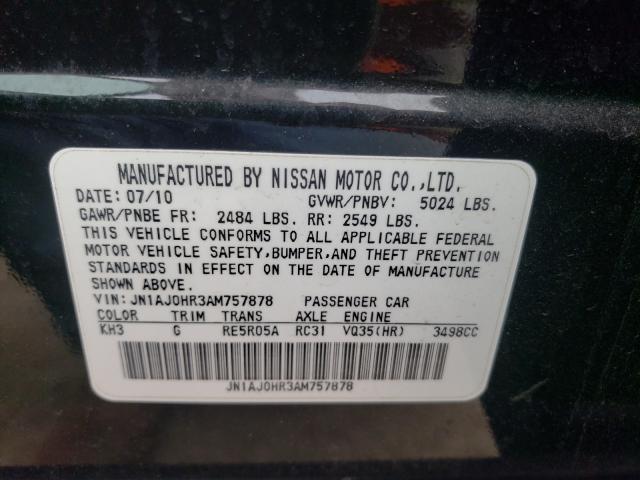 MANUFACTURED BY NISSAN MOTOR CO.,LTD.
DATE: 07/10 GVWR/PNBV: 5024 LBS.
GAWR/PNBE FR: 2484 LBS. RR: 2549 LBS.
THIS VEHICLE CONFORMS TO ALL APPLICABLE FEDERAL
MOTOR VEHICLE SAFETY,BUMPER,AND THEFT PREVENTION
STANDARDS IN EFFECT ON THE DATE OF MANUFACTURE
SHOWN ABOVE.
VIN: JN1AJ0HR3AM757878 PASSENGER CAR
COLOR TRIM TRANS AXLE ENGINE
KH3 G RE5R05A RC31 VQ35(HR) 3498CC
JN1AJ0HR3AM757878